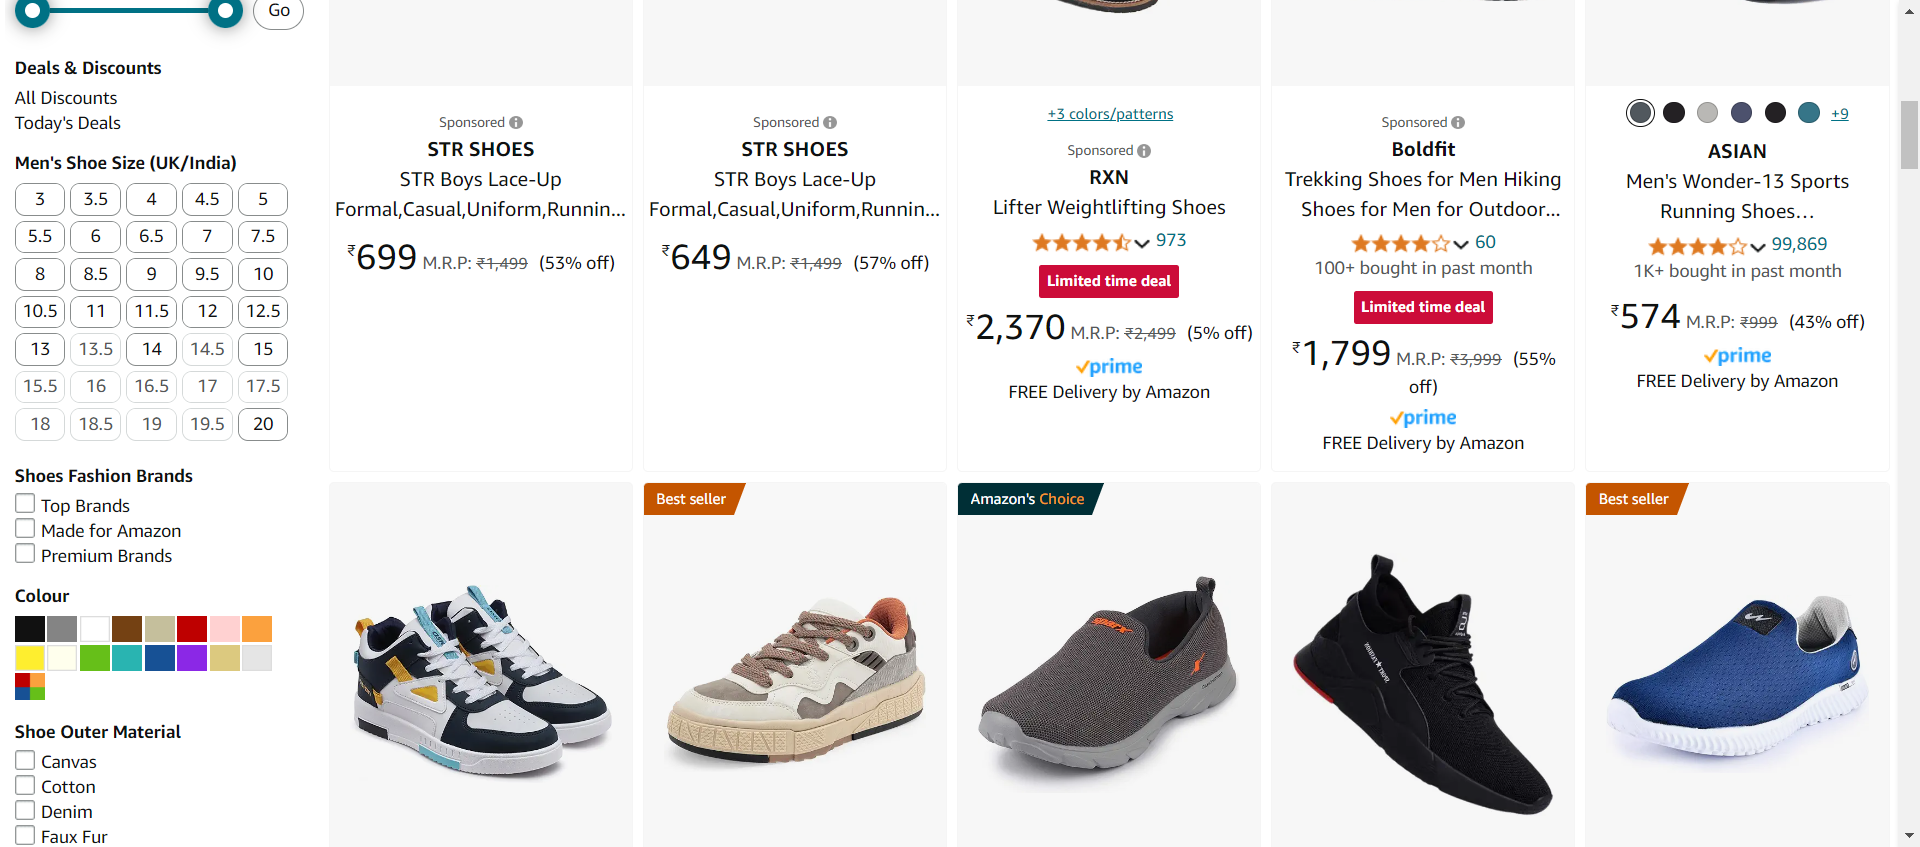 Go
Deals & Discounts
All Discounts
Today's Deals
Men's Shoe Size (UK/India)
3 3.5 4 4.5 5
5.5 6 6.5 7 7.5
8 8.5 9 9.5 10
10.5 11 11.5 12 12.5
13 13.5 14 14.5 15
15.5 16 16.5 17 17.5
18 18.5 19 19.5 20
Shoes Fashion Brands
Top Brands
Made for Amazon
Premium Brands
Colour
Shoe Outer Material
Canvas
Cotton
Denim
Faux Fur
Sponsored
STR SHOES
STR Boys Lace-Up
Formal,Casual,Uniform,Runnin...
₹699 M.R.P: ₹1,499 (53% off)
Sponsored
STR SHOES
STR Boys Lace-Up
Formal,Casual,Uniform,Runnin...
₹649 M.R.P: ₹1,499 (57% off)
+3 colors/patterns
Sponsored
RXN
Lifter Weightlifting Shoes
973
Limited time deal
₹2,370 M.R.P: ₹2,499 (5% off)
prime
FREE Delivery by Amazon
Sponsored
Boldfit
Trekking Shoes for Men Hiking
Shoes for Men for Outdoor...
60
100+ bought in past month
Limited time deal
₹1,799 M.R.P: ₹3,999 (55%
off)
prime
FREE Delivery by Amazon
+9
ASIAN
Men's Wonder-13 Sports
Running Shoes...
99,869
1K+ bought in past month
₹574 M.R.P: ₹999 (43% off)
prime
FREE Delivery by Amazon
Best seller
Amazon's Choice
sparx
Best seller